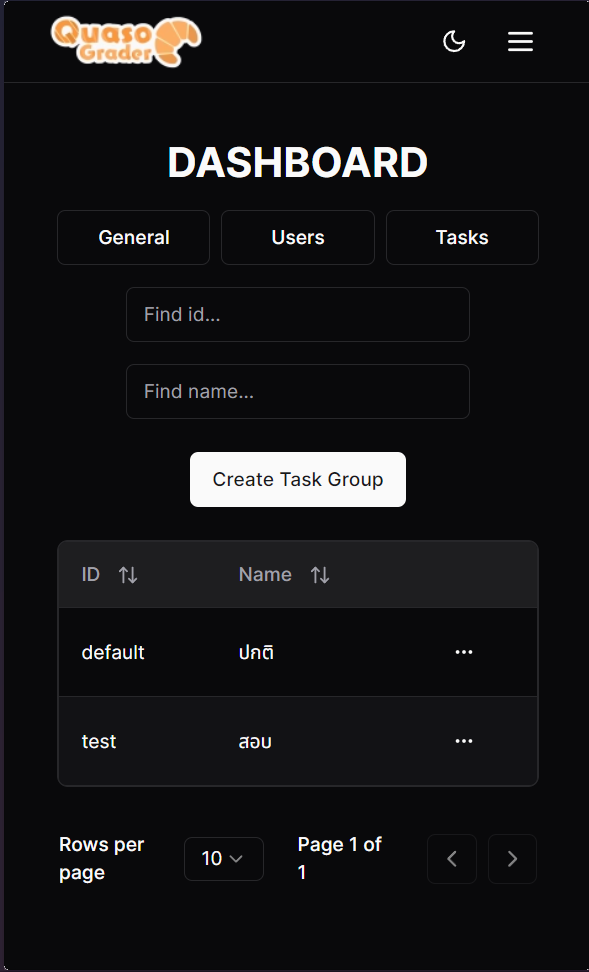 Quaso
Grader
DASHBOARD
General Users Tasks
Find id...
Find name...
Create Task Group
ID Name
default ปกติ
test สอบ
Rows per
page
10
Page 1 of
1